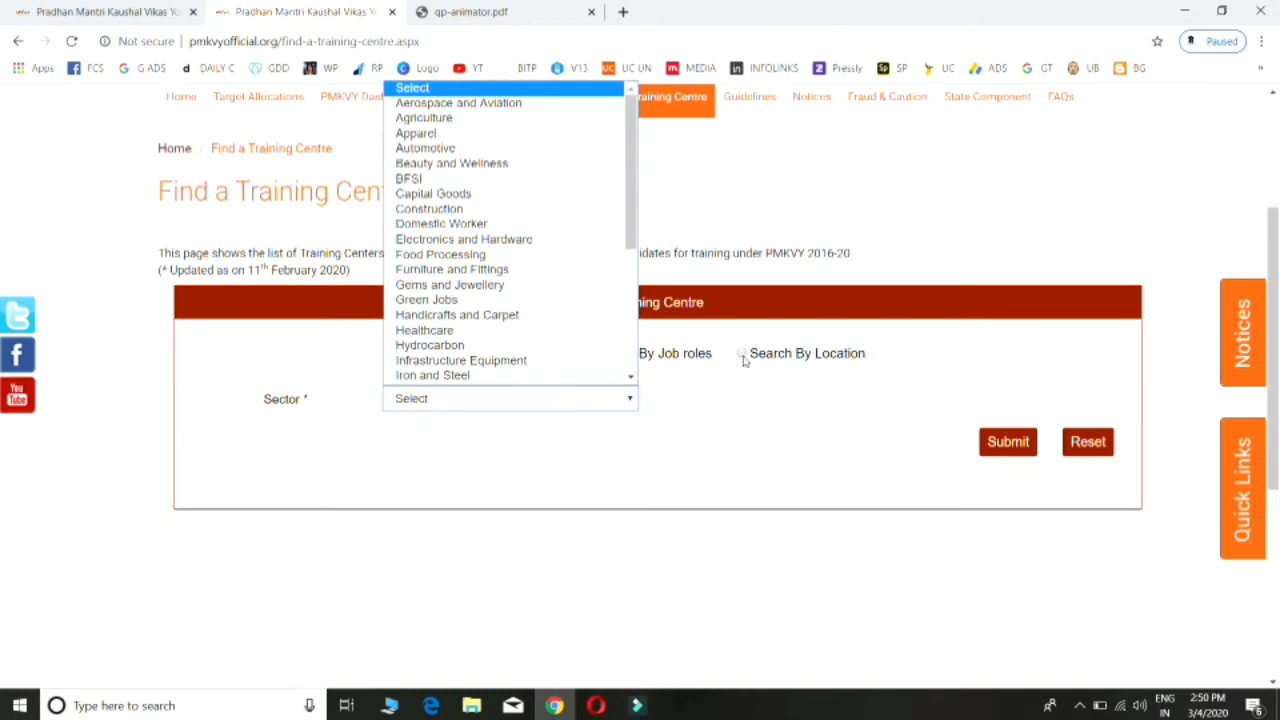 Pradhan Mantri Kaushal Vikas Yo
Pradhan Mantri Kaushal Vikas Y
qp-animator.pdf
Not secure | pmkvyofficial.org/find-a-training-centre.aspx
Paused
Apps FCS G ADS DAILY C GDD WP RP Logo YT BITP V13 UC UN MEDIA INFOLINKS Pressly SP UC ADS GT UB BG
Home Target Allocations PMKVY Dash raining Centre Guidelines Notices Fraud & Caution State Component FAQs
Home / Find a Training Centre
Find a Training Cent
This page shows the list of Training Centers idates for training under PMKVY 2016-20
(* Updated as on 11th February 2020)
ning Centre
By Job roles Search By Location
Sector * Select
Select
Aerospace and Aviation
Agriculture
Apparel
Automotive
Beauty and Wellness
BFSI
Capital Goods
Construction
Domestic Worker
Electronics and Hardware
Food Processing
Furniture and Fittings
Gems and Jewellery
Green Jobs
Handicrafts and Carpet
Healthcare
Hydrocarbon
Infrastructure Equipment
Iron and Steel
Submit Reset
Notices
Quick Links
You
Tube
Type here to search
ENG
IN
2:50 PM
3/4/2020
6